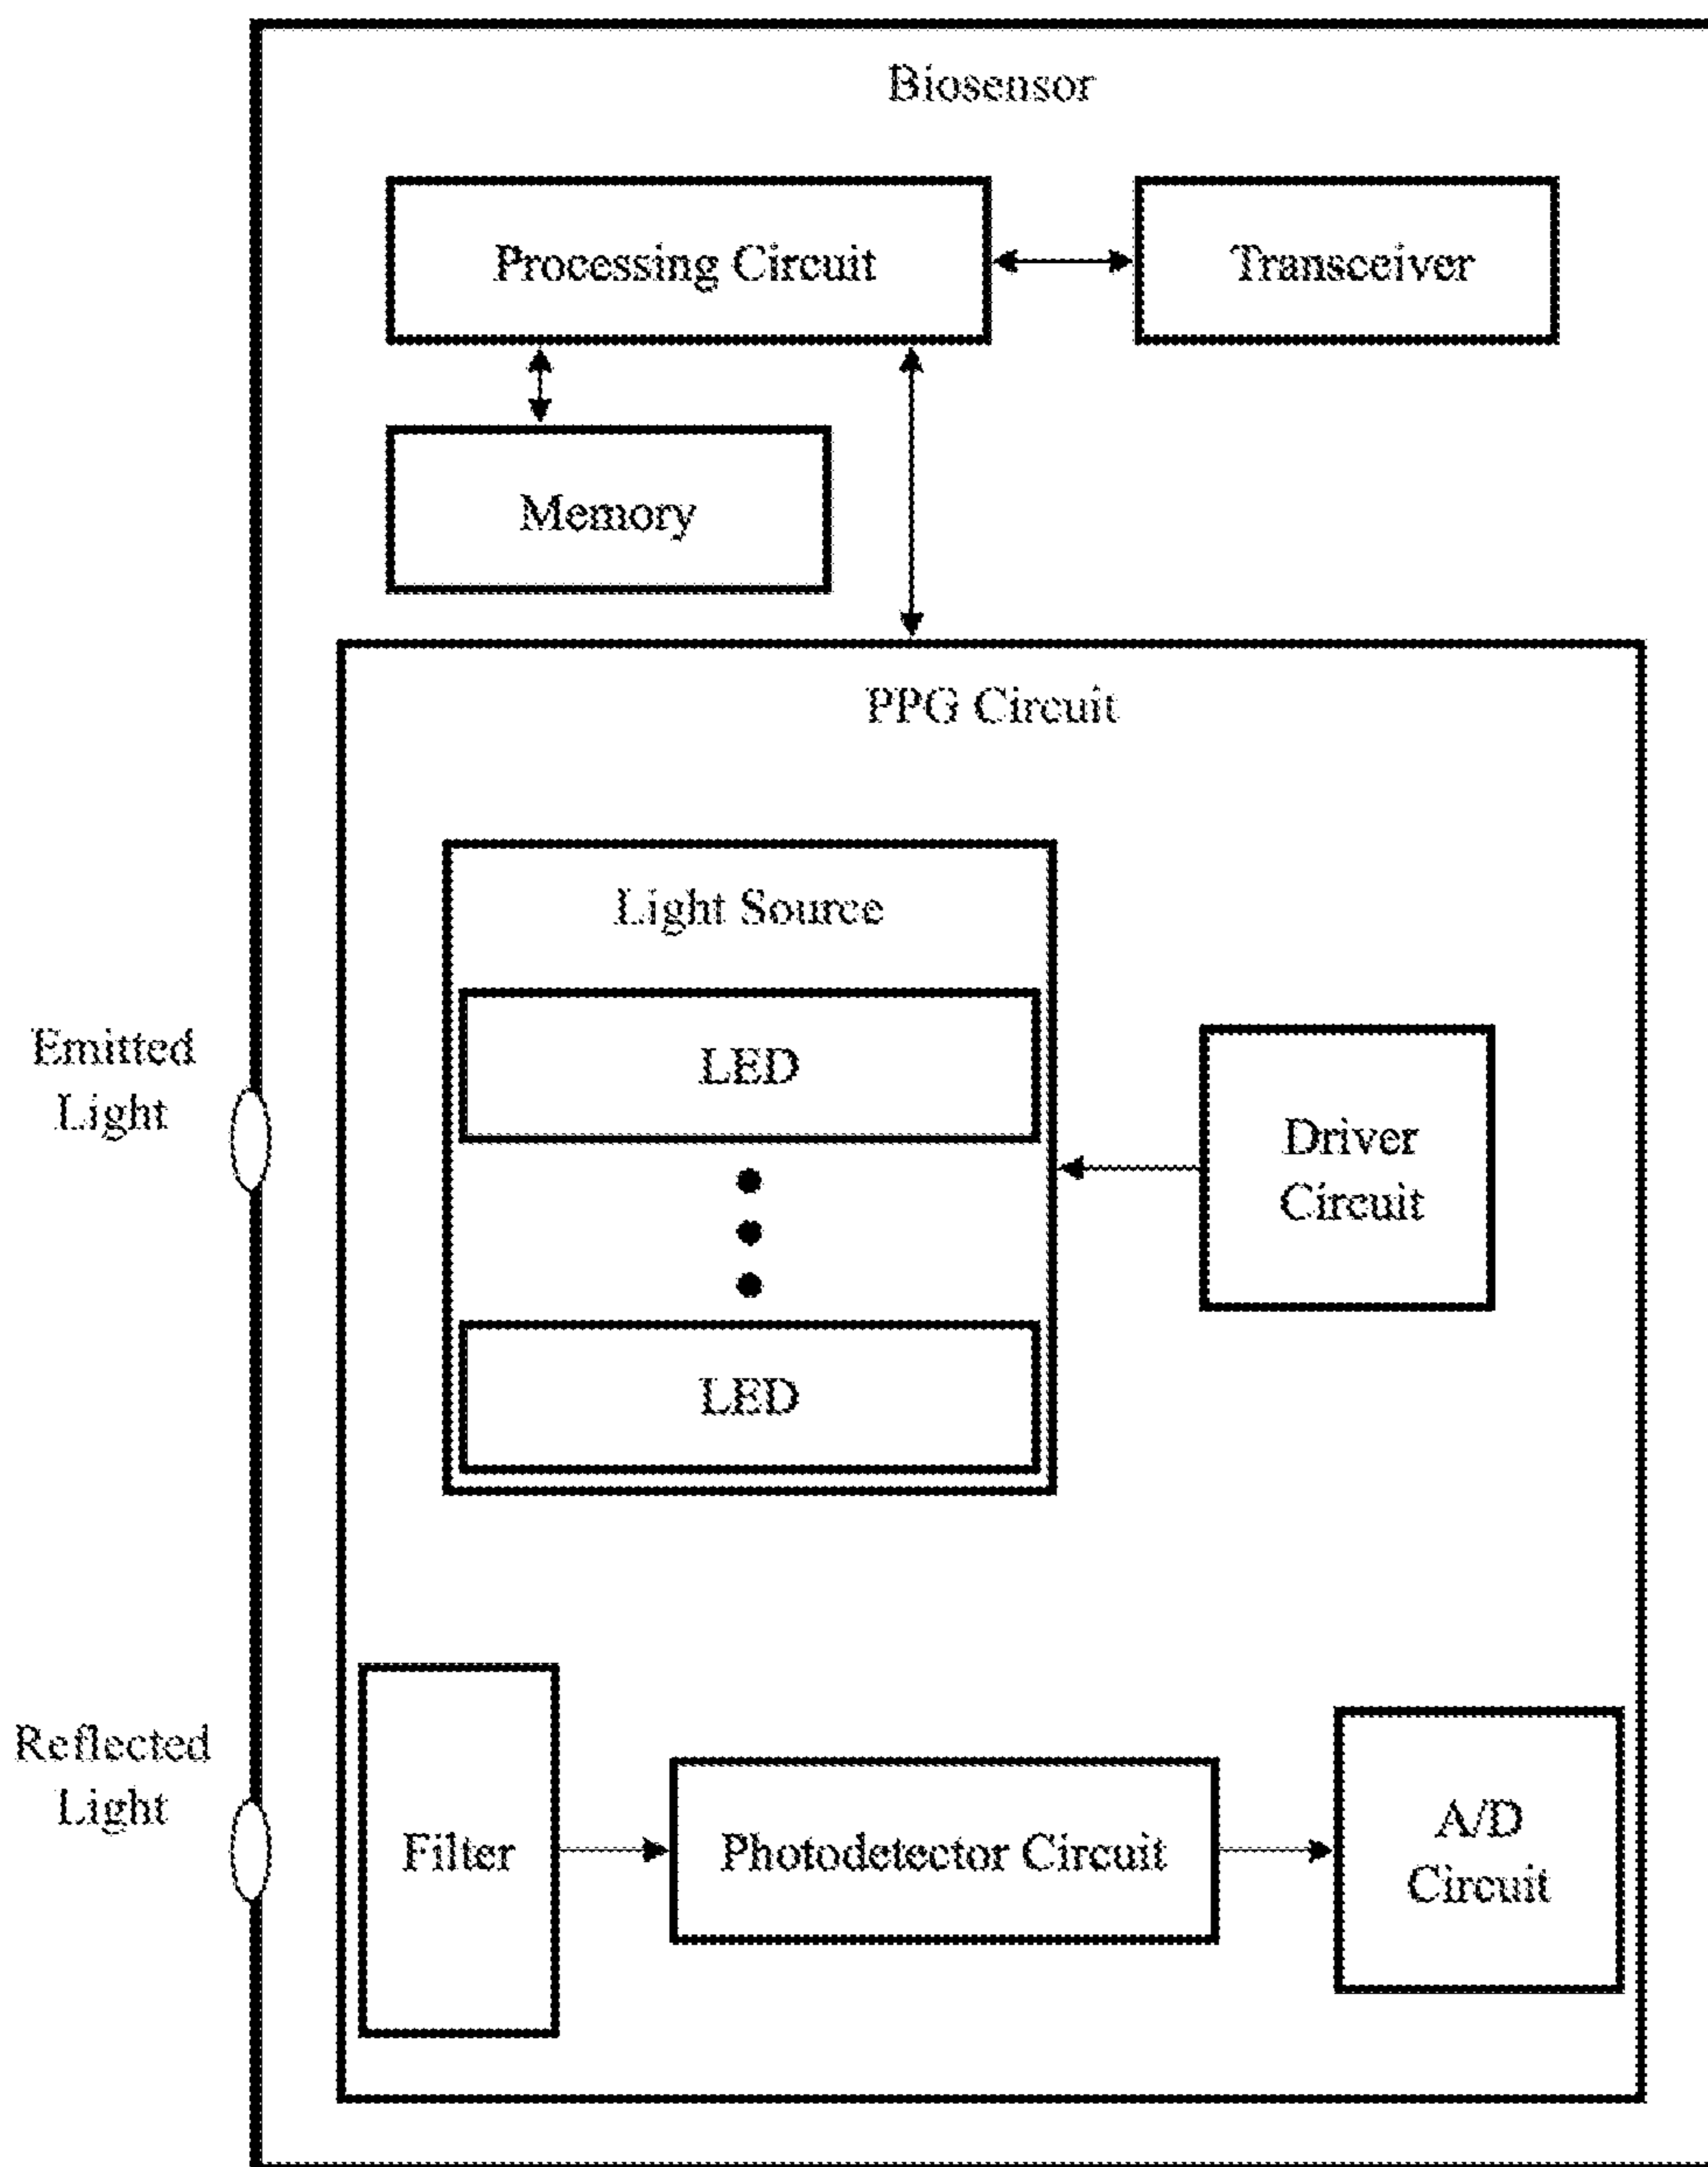 Biosensor
Processing Circuit
Transceiver
Memory
PPG Circuit
Light Source
LED
Emitted
Light
Driver
Circuit
LED
Reflected
Light
Filter
Photodetector Circuit
A/D
Circuit